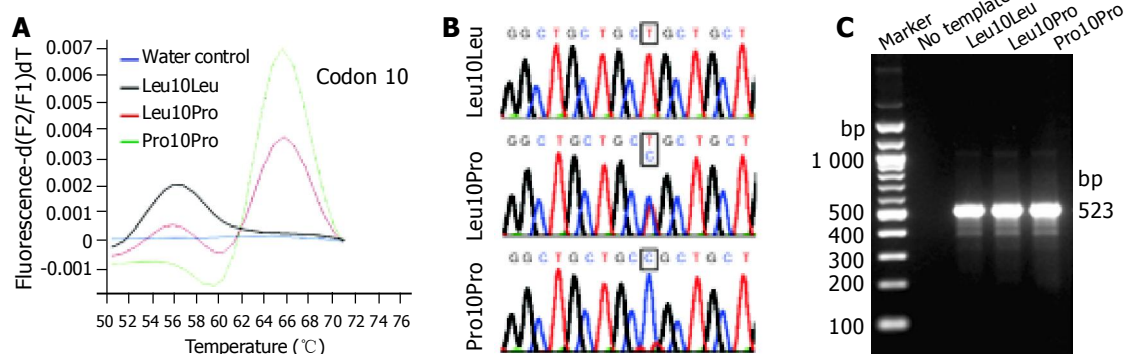 A
0.007
0.006
0.005
0.004
0.003
0.002
0.001
0
-0.001
Fluorescence-d(F2/F1)dT
Water control
Leu10Leu
Leu10Pro
Pro10Pro
Codon 10
50 52 54 56 58 60 62 64 66 68 70 72 74 76
Temperature (℃)
B
Leu10Leu
G G C T G C T G C T G C T G C T
Leu10Pro
G G C T G C T G C T G C T G C T
C
Pro10Pro
G G C T G C T G C C G C T G C T
C
Marker
No template
Leu10Leu
Leu10Pro
Pro10Pro
bp
1 000
500
400
300
200
100
bp
523